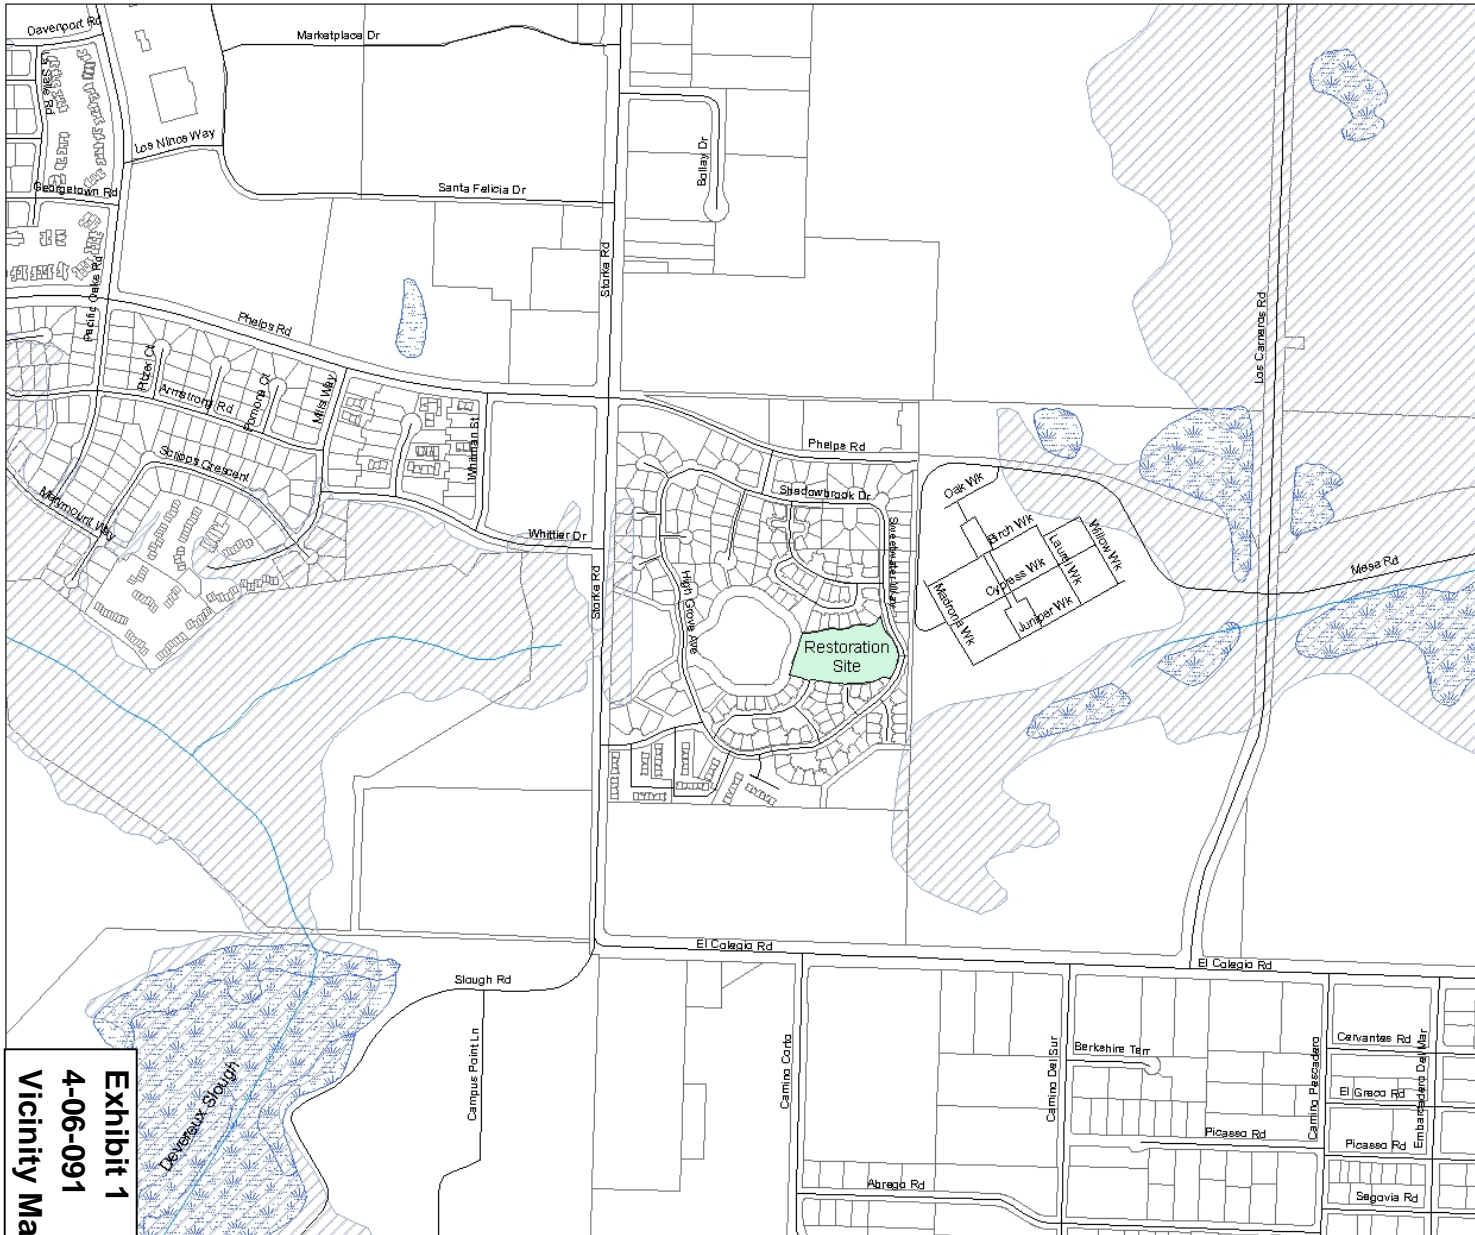 Davenport Rd
Marketplace Dr
La Salle Rd
Los Ninos Way
Bollay Dr
Georgetown Rd
Santa Felicia Dr
Storke Rd
Pacific Oaks Rd
Phelps Rd
Los Carneros Rd
Pitzer Ct
Armstrong Rd
Pomona Ct
Mills Way
Whitman St
Phelps Rd
Scripps Crescent
Shadowbrook Dr
Oak Wk
Marymount Way
Whittier Dr
Sweetwater Way
Birch Wk
Laurel Wk
Willow Wk
Storke Rd
High Grove Ave
Cypress Wk
Mesa Rd
Madrona Wk
Juniper Wk
Restoration
Site
El Colegio Rd
El Colegio Rd
Slough Rd
Campus Point Ln
Camino Corto
Camino Del Sur
Berkshire Terr
Camino Pescadero
Cervantes Rd
Embarcadero Del Mar
El Greco Rd
Picasso Rd
Picasso Rd
Abrego Rd
Segovia Rd
Devereux Slough
Exhibit 1
4-06-091
Vicinity Ma